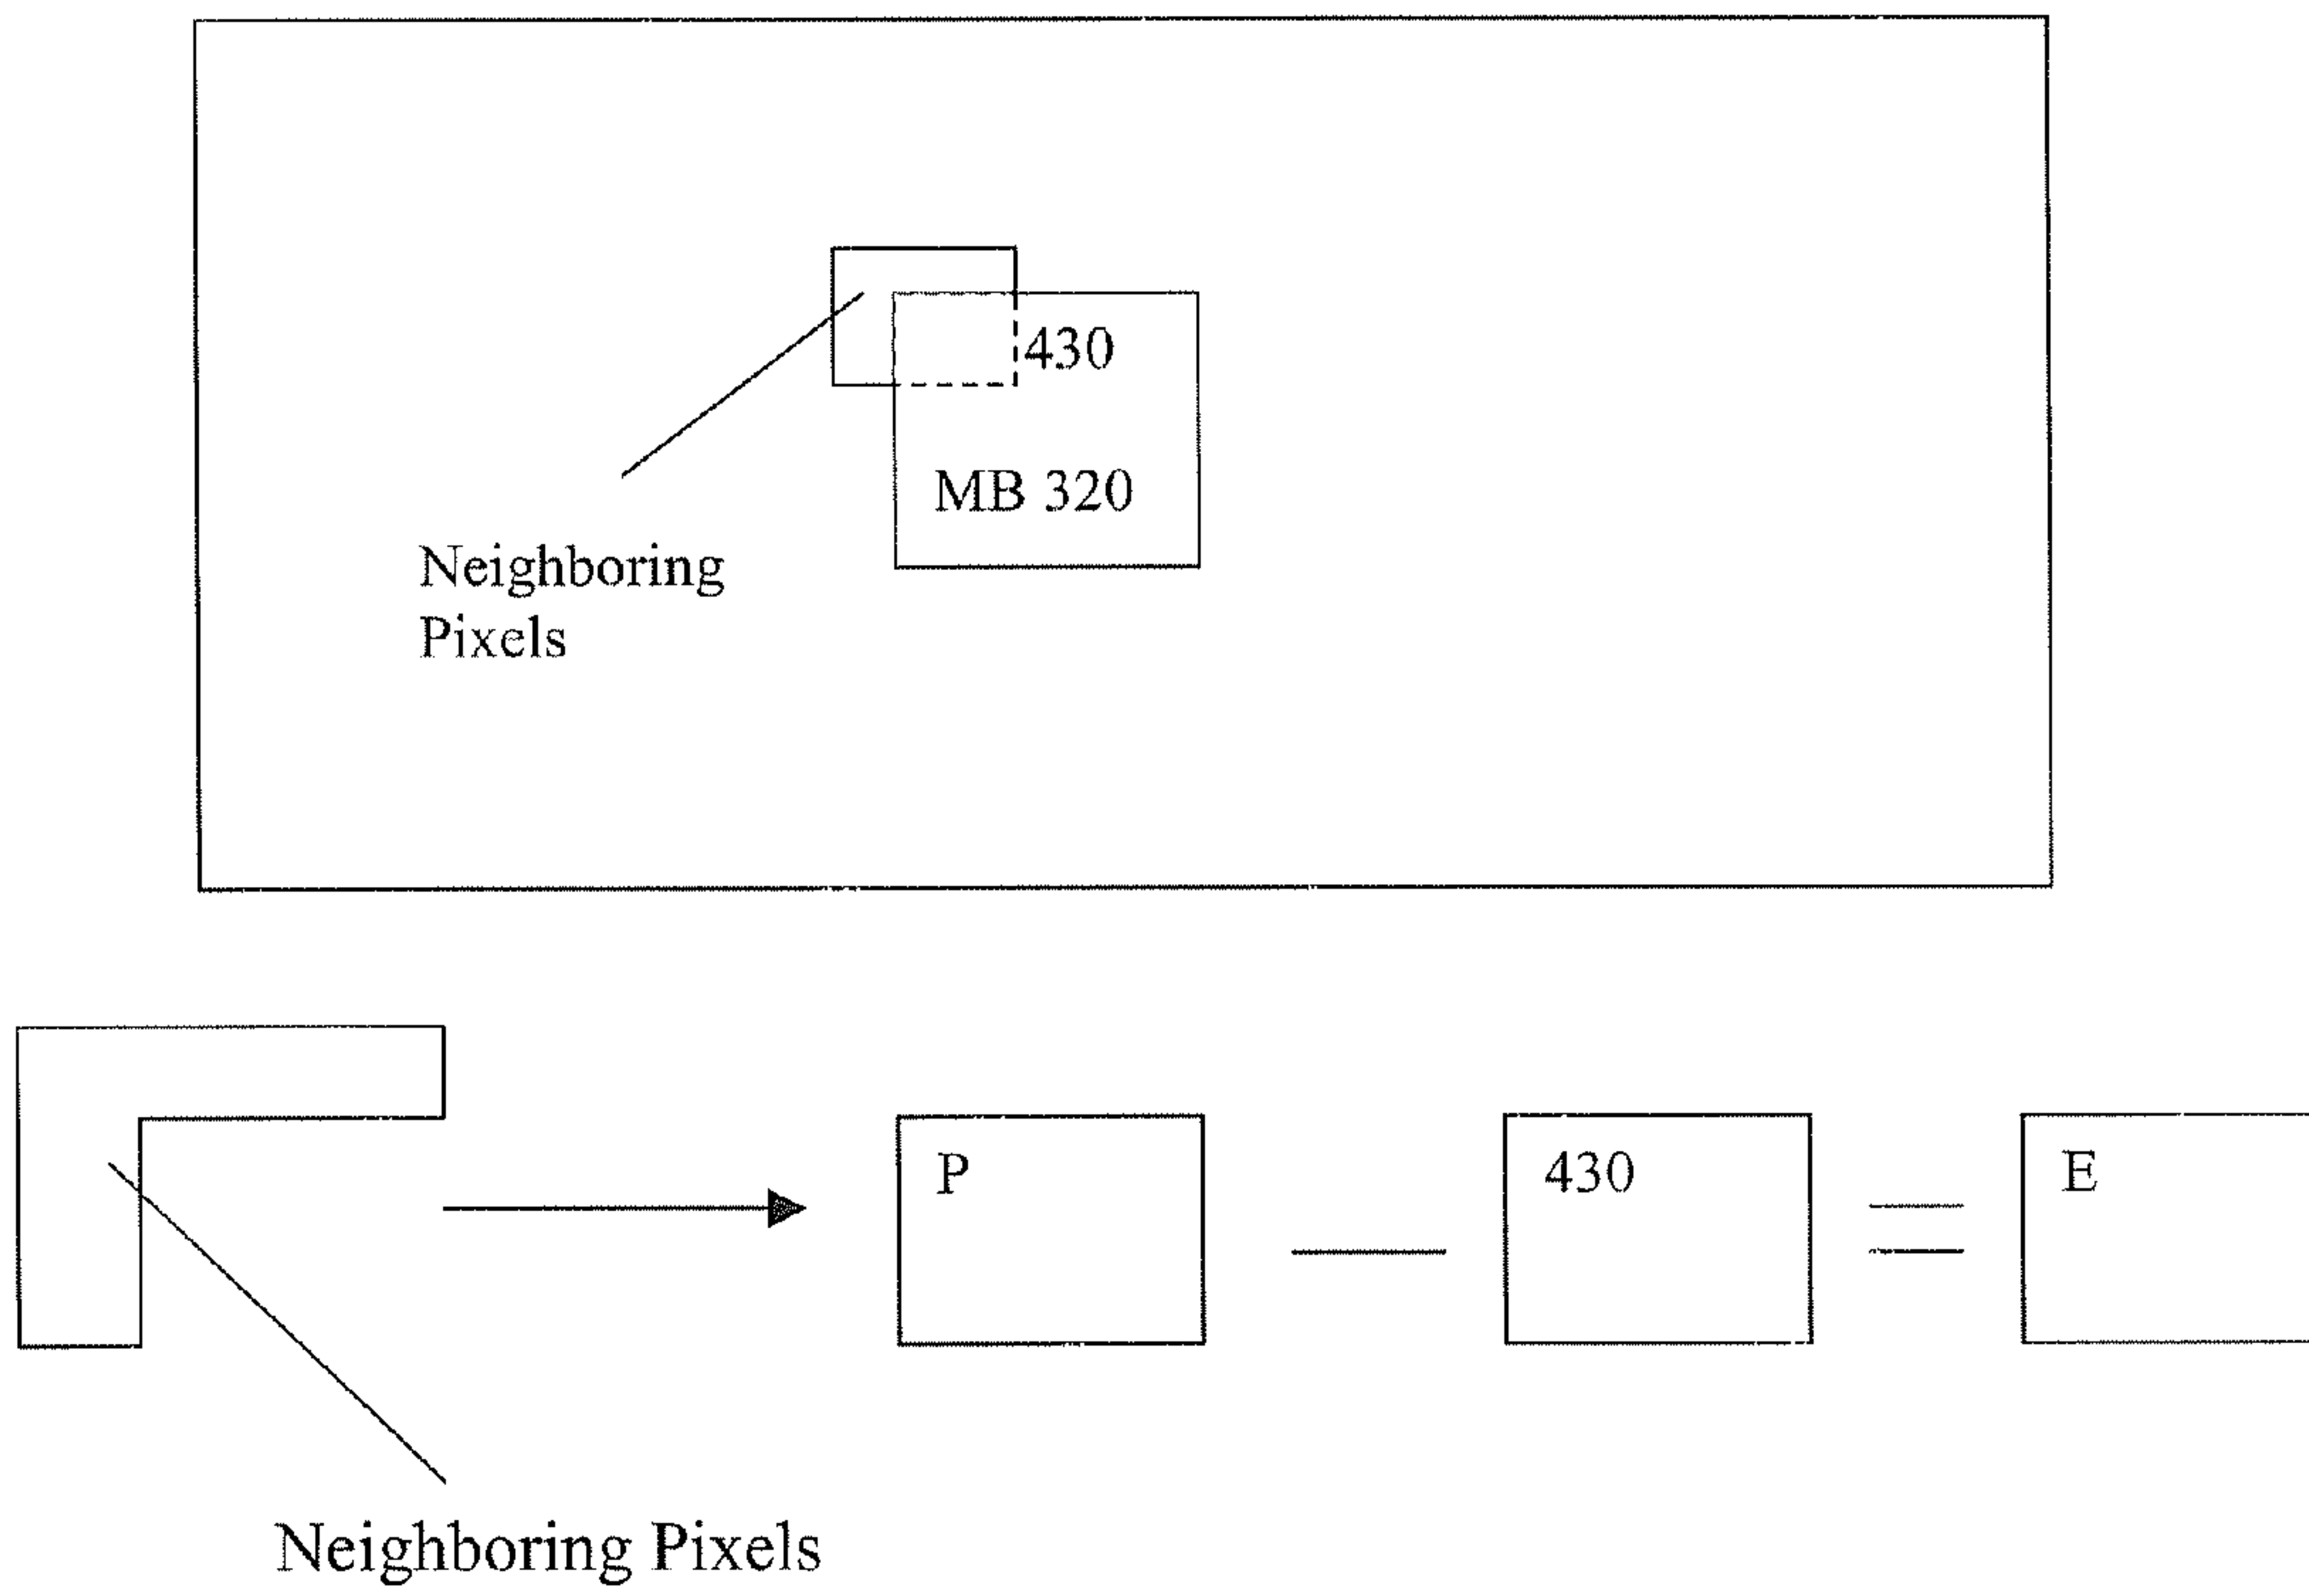 430
MB 320
Neighboring
Pixels
P
430
E
Neighboring Pixels